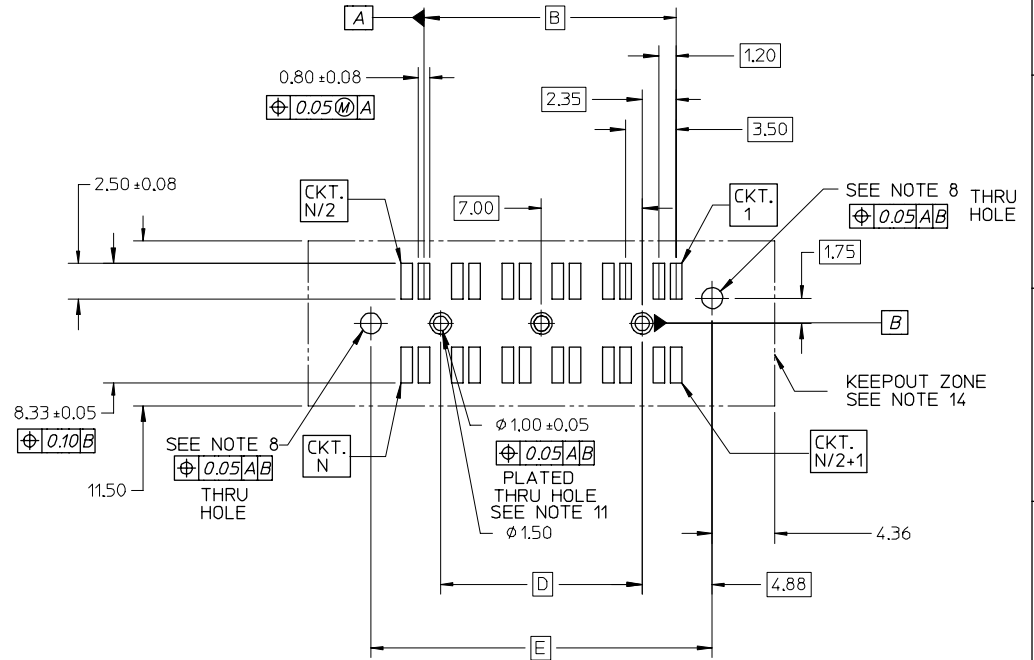 A
B
1.20
0.80 ±0.08
⌖ 0.05 Ⓜ A
2.35
3.50
2.50 ±0.08
CKT.
N/2
7.00
CKT.
1
SEE NOTE 8
⌖ 0.05 A B
THRU
HOLE
1.75
B
KEEPOUT ZONE
SEE NOTE 14
8.33 ±0.05
⌖ 0.10 B
SEE NOTE 8
⌖ 0.05 A B
THRU
HOLE
CKT.
N
⌀ 1.00 ±0.05
⌖ 0.05 A B
PLATED
THRU HOLE
SEE NOTE 11
⌀ 1.50
CKT.
N/2+1
11.50
4.36
D
4.88
E